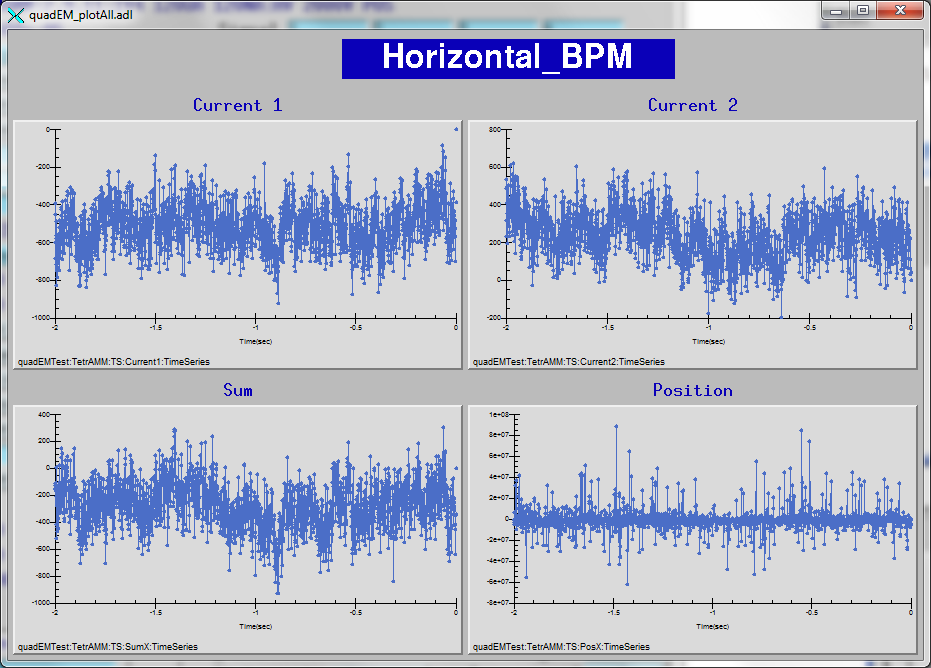 quadEM_plotAll.adl
Horizontal_BPM
Current 1
0
-200
-400
-600
-800
-1000
-2 -1.5 -1 -0.5 0
Time(sec)
quadEMTest:TetrAMM:TS:Current1:TimeSeries
Current 2
800
600
400
200
0
-200
-2 -1.5 -1 -0.5 0
Time(sec)
quadEMTest:TetrAMM:TS:Current2:TimeSeries
Sum
400
200
0
-200
-400
-600
-800
-1000
-2 -1.5 -1 -0.5 0
Time(sec)
quadEMTest:TetrAMM:TS:SumX:TimeSeries
Position
1e+08
8e+07
6e+07
4e+07
2e+07
0
-2e+07
-4e+07
-6e+07
-8e+07
-2 -1.5 -1 -0.5 0
Time(sec)
quadEMTest:TetrAMM:TS:PosX:TimeSeries